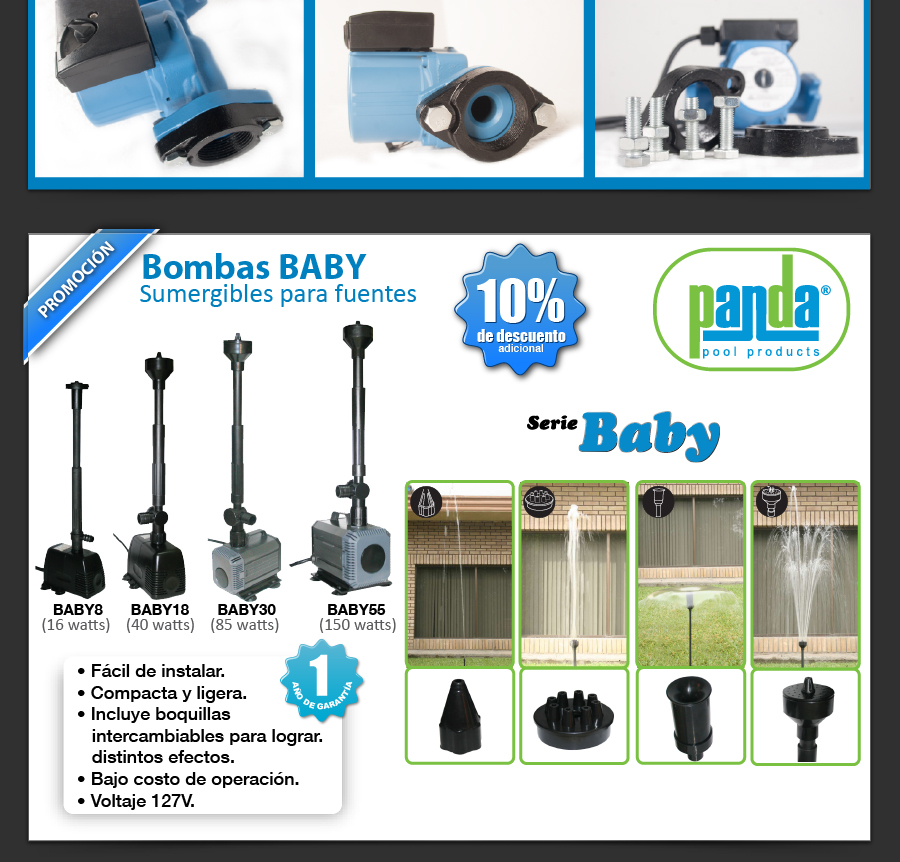 PROMOCIÓN
Bombas BABY
Sumergibles para fuentes
10%
de descuento
adicional
panda®
pool products
Serie Baby
BABY8
(16 watts)
BABY18
(40 watts)
BABY30
(85 watts)
BABY55
(150 watts)
• Fácil de instalar.
• Compacta y ligera.
• Incluye boquillas
intercambiables para lograr.
distintos efectos.
• Bajo costo de operación.
• Voltaje 127V.
1
AÑO DE GARANTÍA